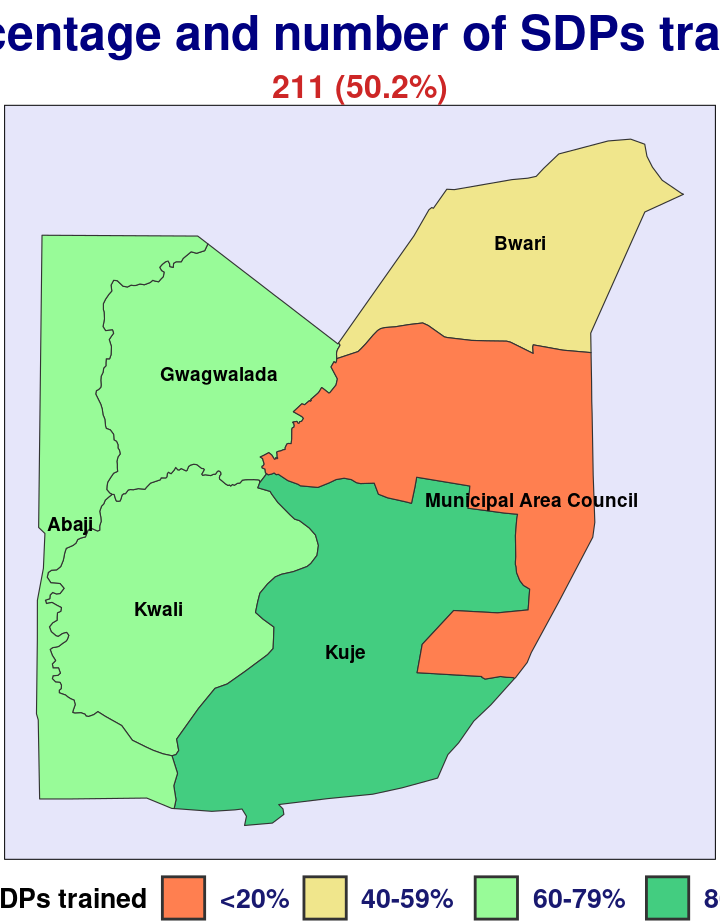 centage and number of SDPs tra
211 (50.2%)
Bwari
Gwagwalada
Municipal Area Council
Abaji
Kwali
Kuje
DPs trained <20% 40-59% 60-79% 8